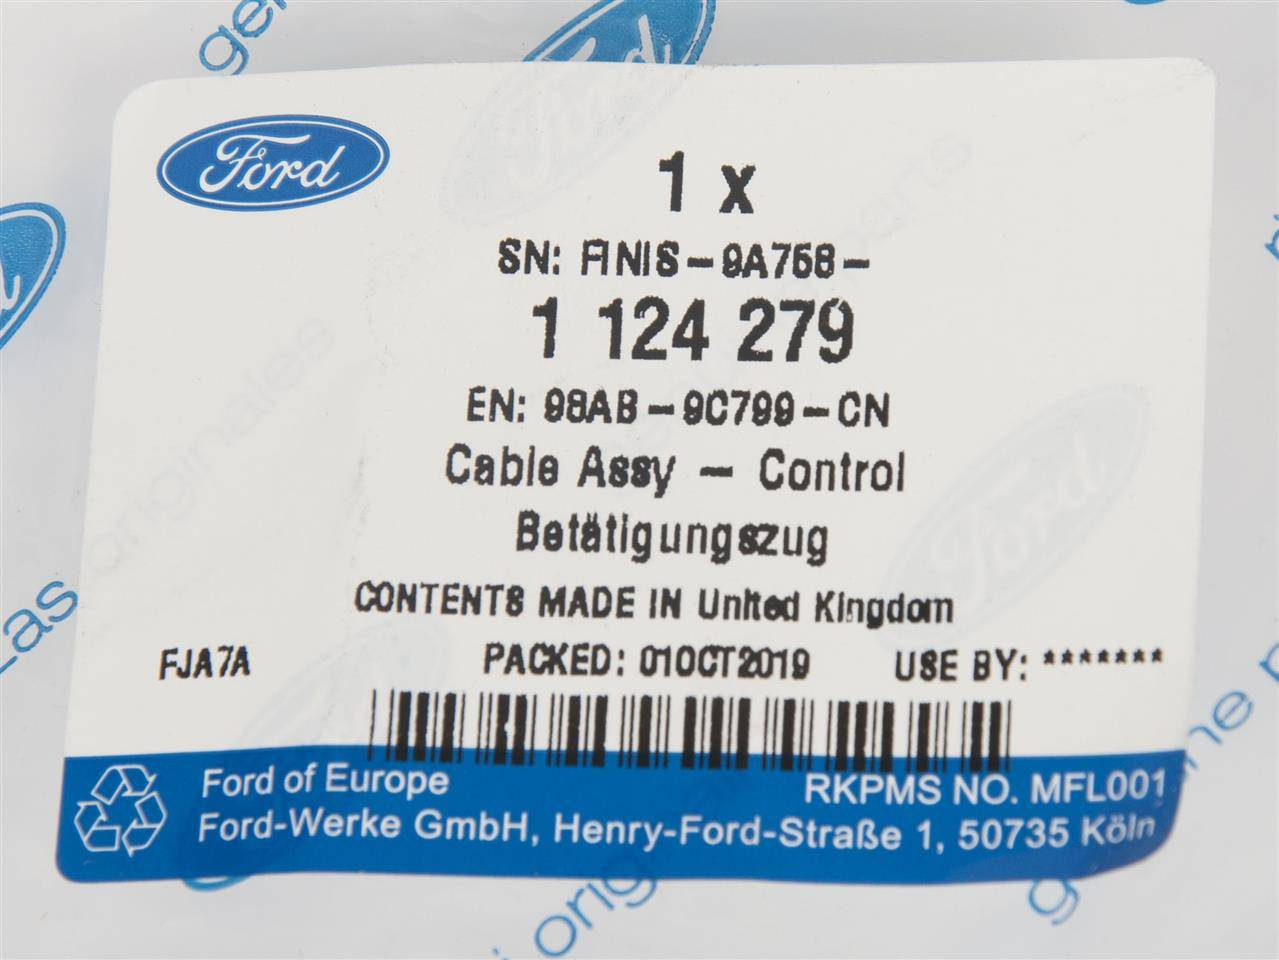 Ford
1 x
SN: FINIS-9A758-
1 124 279
EN: 98AB-9C799-CN
Cable Assy - Control
Betätigungszug
CONTENTS MADE IN United Kingdom
FJA7A PACKED: 01OCT2019 USE BY: *******
Ford of Europe RKPMS NO. MFL001
Ford-Werke GmbH, Henry-Ford-Straße 1, 50735 Köln